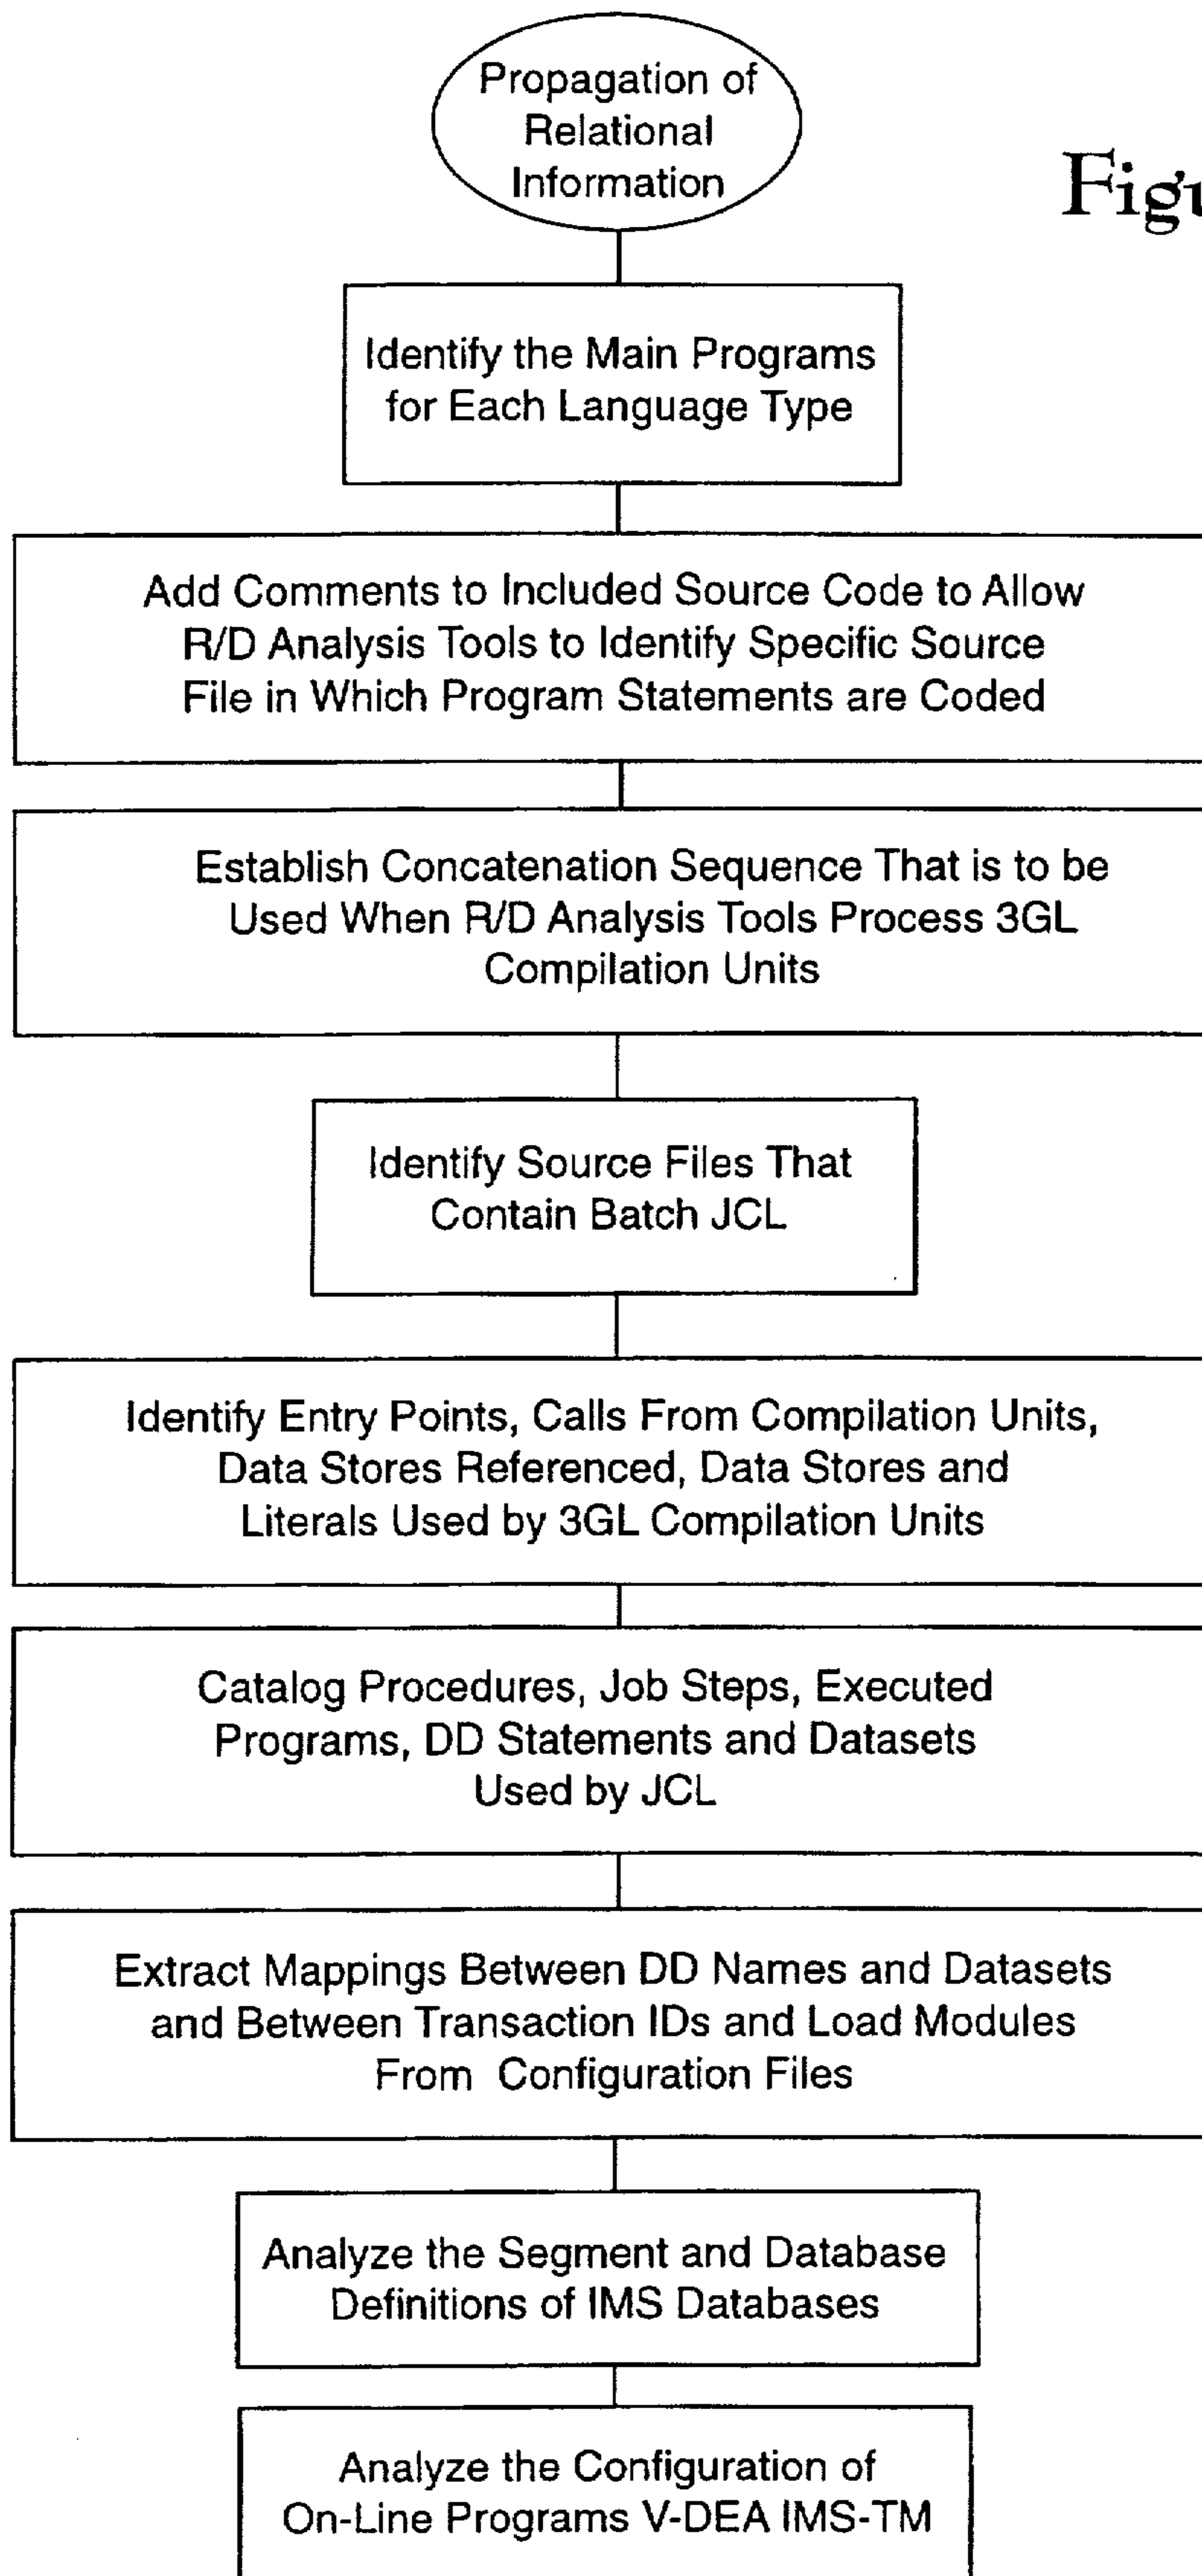 Propagation of
Relational
Information
Figu
Identify the Main Programs
for Each Language Type
Add Comments to Included Source Code to Allow
R/D Analysis Tools to Identify Specific Source
File in Which Program Statements are Coded
Establish Concatenation Sequence That is to be
Used When R/D Analysis Tools Process 3GL
Compilation Units
Identify Source Files That
Contain Batch JCL
Identify Entry Points, Calls From Compilation Units,
Data Stores Referenced, Data Stores and
Literals Used by 3GL Compilation Units
Catalog Procedures, Job Steps, Executed
Programs, DD Statements and Datasets
Used by JCL
Extract Mappings Between DD Names and Datasets
and Between Transaction IDs and Load Modules
From Configuration Files
Analyze the Segment and Database
Definitions of IMS Databases
Analyze the Configuration of
On-Line Programs V-DEA IMS-TM